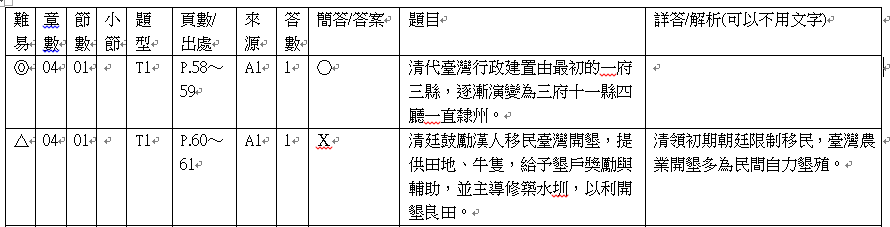 難易 章數 節數 小節 題型 頁數/出處 來源 答數 簡答/答案 題目 詳答/解析(可以不用文字)
◎ 04 01 T1 P.58～59 A1 1 ○ 清代臺灣行政建置由最初的一府
三縣，逐漸演變為三府十一縣四
廳一直隸州。
△ 04 01 T1 P.60～61 A1 1 X 清廷鼓勵漢人移民臺灣開墾，提 清領初期朝廷限制移民，臺灣農
供田地、牛隻，給予墾戶獎勵與 業開墾多為民間自力墾殖。
輔助，並主導修築水圳，以利開
墾良田。